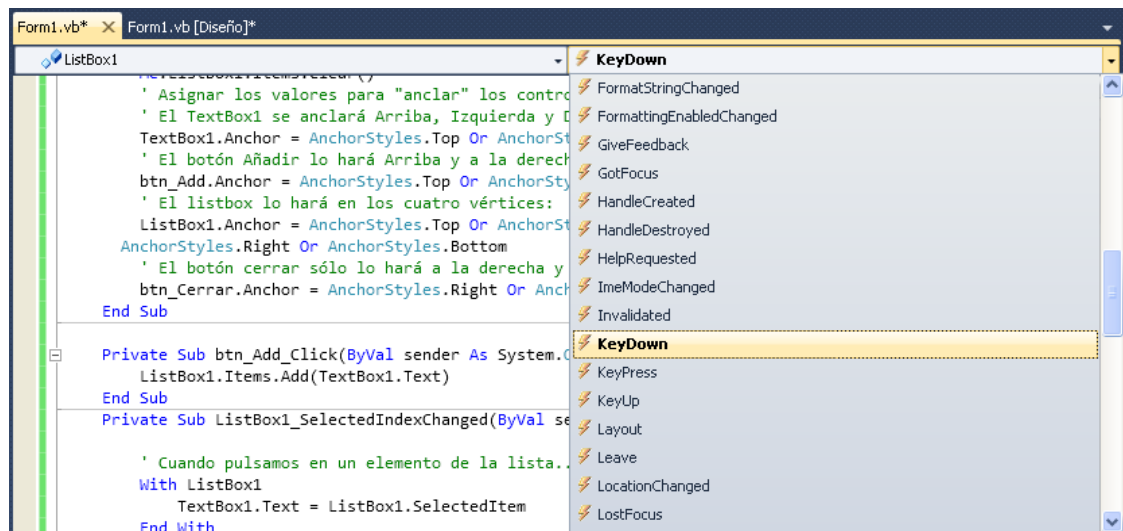 Form1.vb* Form1.vb [Diseño]*
ListBox1 KeyDown
Me.ListBox1.Items.Clear()
' Asignar los valores para "anclar" los contro
' El TextBox1 se anclará Arriba, Izquierda y D
TextBox1.Anchor = AnchorStyles.Top Or AnchorSt
' El botón Añadir lo hará Arriba y a la derech
btn_Add.Anchor = AnchorStyles.Top Or AnchorSty
' El listbox lo hará en los cuatro vértices:
ListBox1.Anchor = AnchorStyles.Top Or AnchorSt
AnchorStyles.Right Or AnchorStyles.Bottom
' El botón cerrar sólo lo hará a la derecha y
btn_Cerrar.Anchor = AnchorStyles.Right Or Anch
End Sub
Private Sub btn_Add_Click(ByVal sender As System.O
ListBox1.Items.Add(TextBox1.Text)
End Sub
Private Sub ListBox1_SelectedIndexChanged(ByVal se
' Cuando pulsamos en un elemento de la lista..
With ListBox1
TextBox1.Text = ListBox1.SelectedItem
End With
FormatStringChanged
FormattingEnabledChanged
GiveFeedback
GotFocus
HandleCreated
HandleDestroyed
HelpRequested
ImeModeChanged
Invalidated
KeyDown
KeyPress
KeyUp
Layout
Leave
LocationChanged
LostFocus